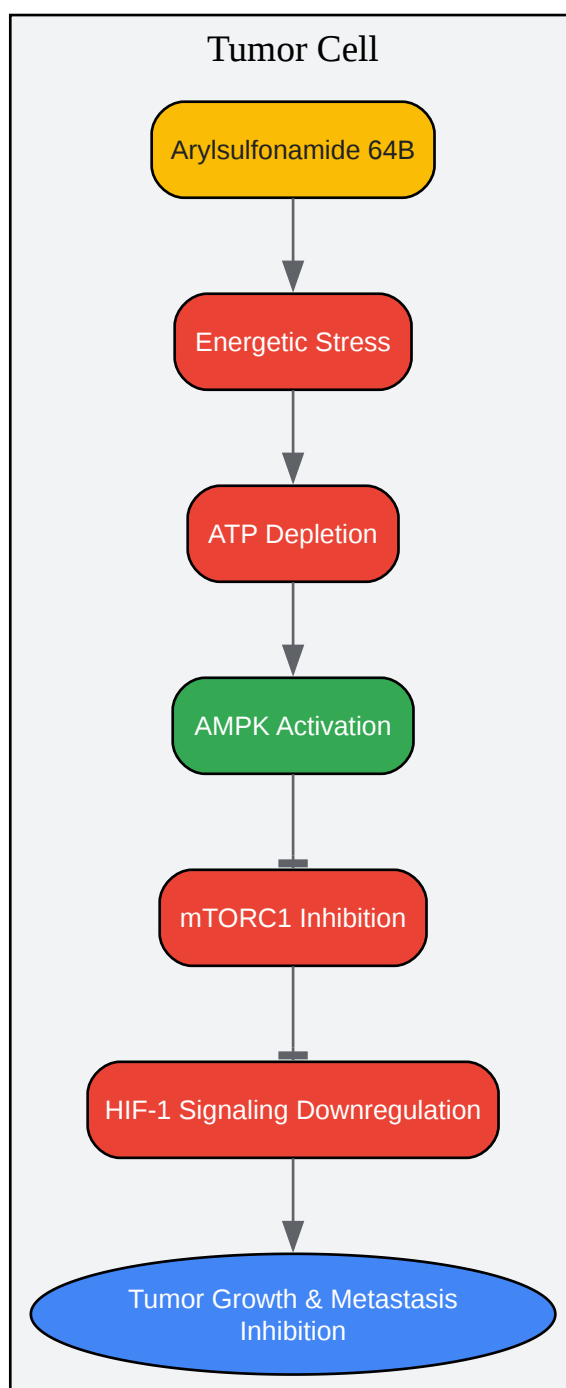 Tumor Cell
Arylsulfonamide 64B
Energetic Stress
ATP Depletion
AMPK Activation
mTORC1 Inhibition
HIF-1 Signaling Downregulation
Tumor Growth & Metastasis
Inhibition